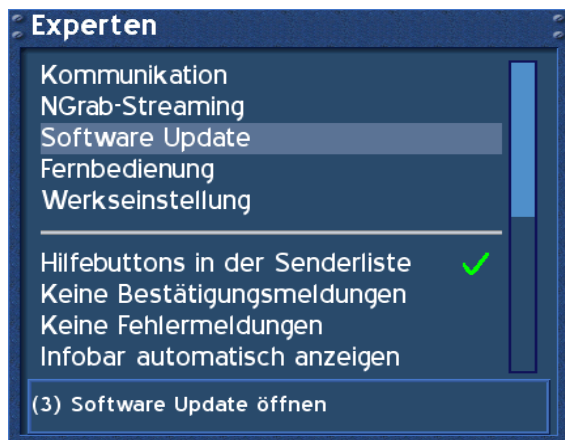 Experten
Kommunikation
NGrab-Streaming
Software Update
Fernbedienung
Werkseinstellung
Hilfebuttons in der Senderliste
Keine Bestätigungsmeldungen
Keine Fehlermeldungen
Infobar automatisch anzeigen
(3) Software Update öffnen